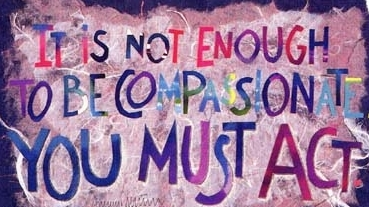 IT IS NOT ENOUGH
TO BE COMPASSIONATE
YOU MUST ACT.